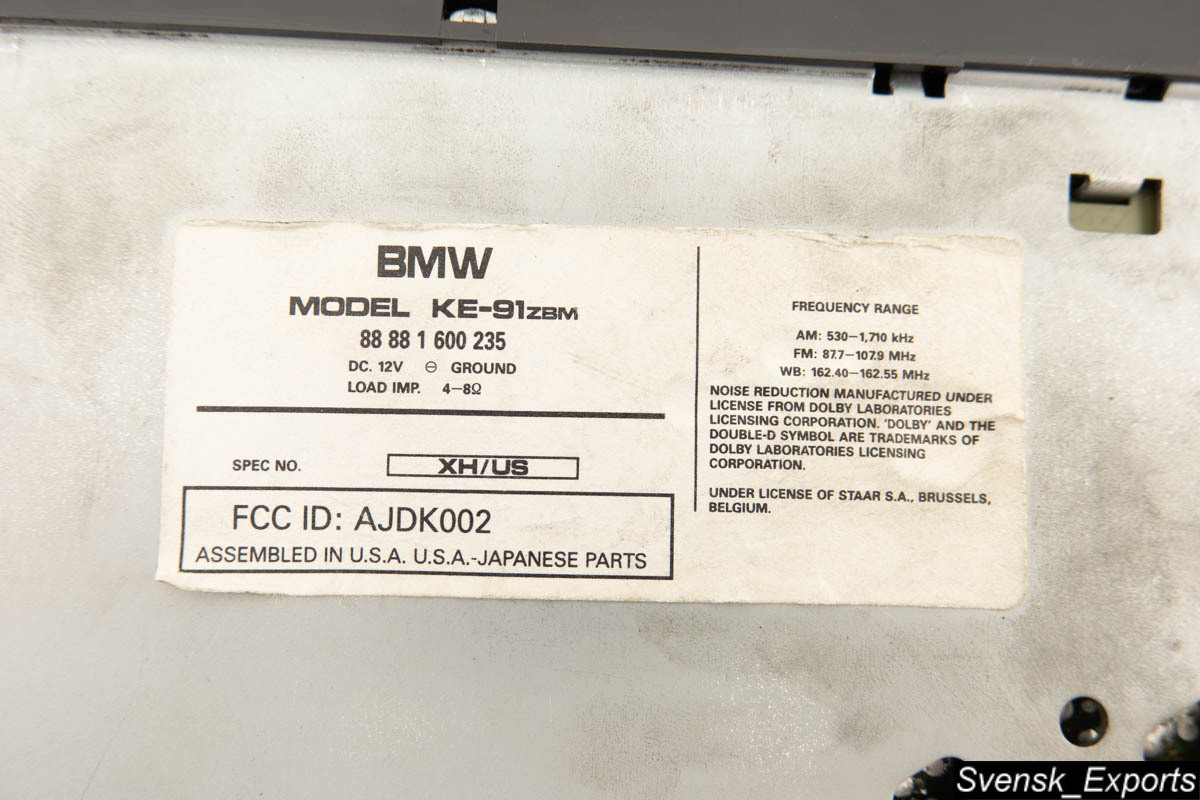 BMW
MODEL KE-91ZBM
88 88 1 600 235
DC. 12V ⊖ GROUND
LOAD IMP. 4–8Ω
SPEC NO. XH/US
FCC ID: AJDK002
ASSEMBLED IN U.S.A. U.S.A.-JAPANESE PARTS
FREQUENCY RANGE
AM: 530–1,710 kHz
FM: 87.7–107.9 MHz
WB: 162.40–162.55 MHz
NOISE REDUCTION MANUFACTURED UNDER
LICENSE FROM DOLBY LABORATORIES
LICENSING CORPORATION. 'DOLBY' AND THE
DOUBLE-D SYMBOL ARE TRADEMARKS OF
DOLBY LABORATORIES LICENSING
CORPORATION.
UNDER LICENSE OF STAAR S.A., BRUSSELS,
BELGIUM.
Svensk_Exports